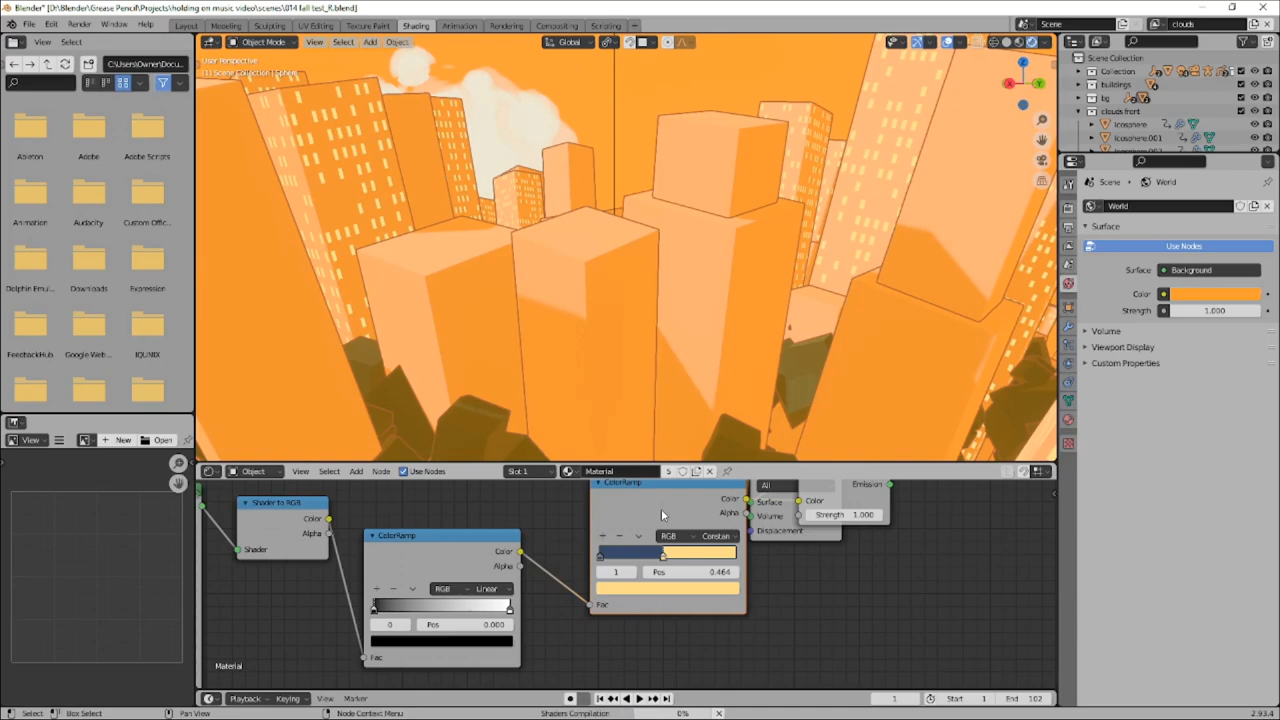 Blender* [D:\Blender\Grease Pencil\Projects\holding on music video\scenes\014 fall test_R.blend]
File Edit Render Window Help Layout Modeling Sculpting UV Editing Texture Paint Shading Animation Rendering Compositing Scripting Scene clouds
View Select C:\Users\Owner\Docu... Object Mode View Select Add Object Global
User Perspective
(1) Scene Collection | Sphere
Scene Collection
Collection
buildings
bg
clouds front
Icosphere
Icosphere.001
Ableton Adobe Adobe Scripts
Animation Audacity Custom Offic...
Dolphin Emu... Downloads Expression
FeedbackHub Google Web... IQUNIX
Scene World
World
Surface
Use Nodes
Surface Background
Color
Strength 1.000
Volume
Viewport Display
Custom Properties
View New Open
Object View Select Add Node Use Nodes Slot 1 Material 5
Shader to RGB
Color
Alpha
Shader
ColorRamp
Color
Alpha
RGB Linear
0 Pos 0.000
Fac
ColorRamp
Color
Alpha
RGB Constan
1 Pos 0.464
Fac
All
Surface
Volume
Displacement
Emission
Color
Strength 1.000
Material
Playback Keying View Marker 1 Start 1 End 102
Select Box Select Pan View Node Context Menu Shaders Compilation 0% 2.93.4